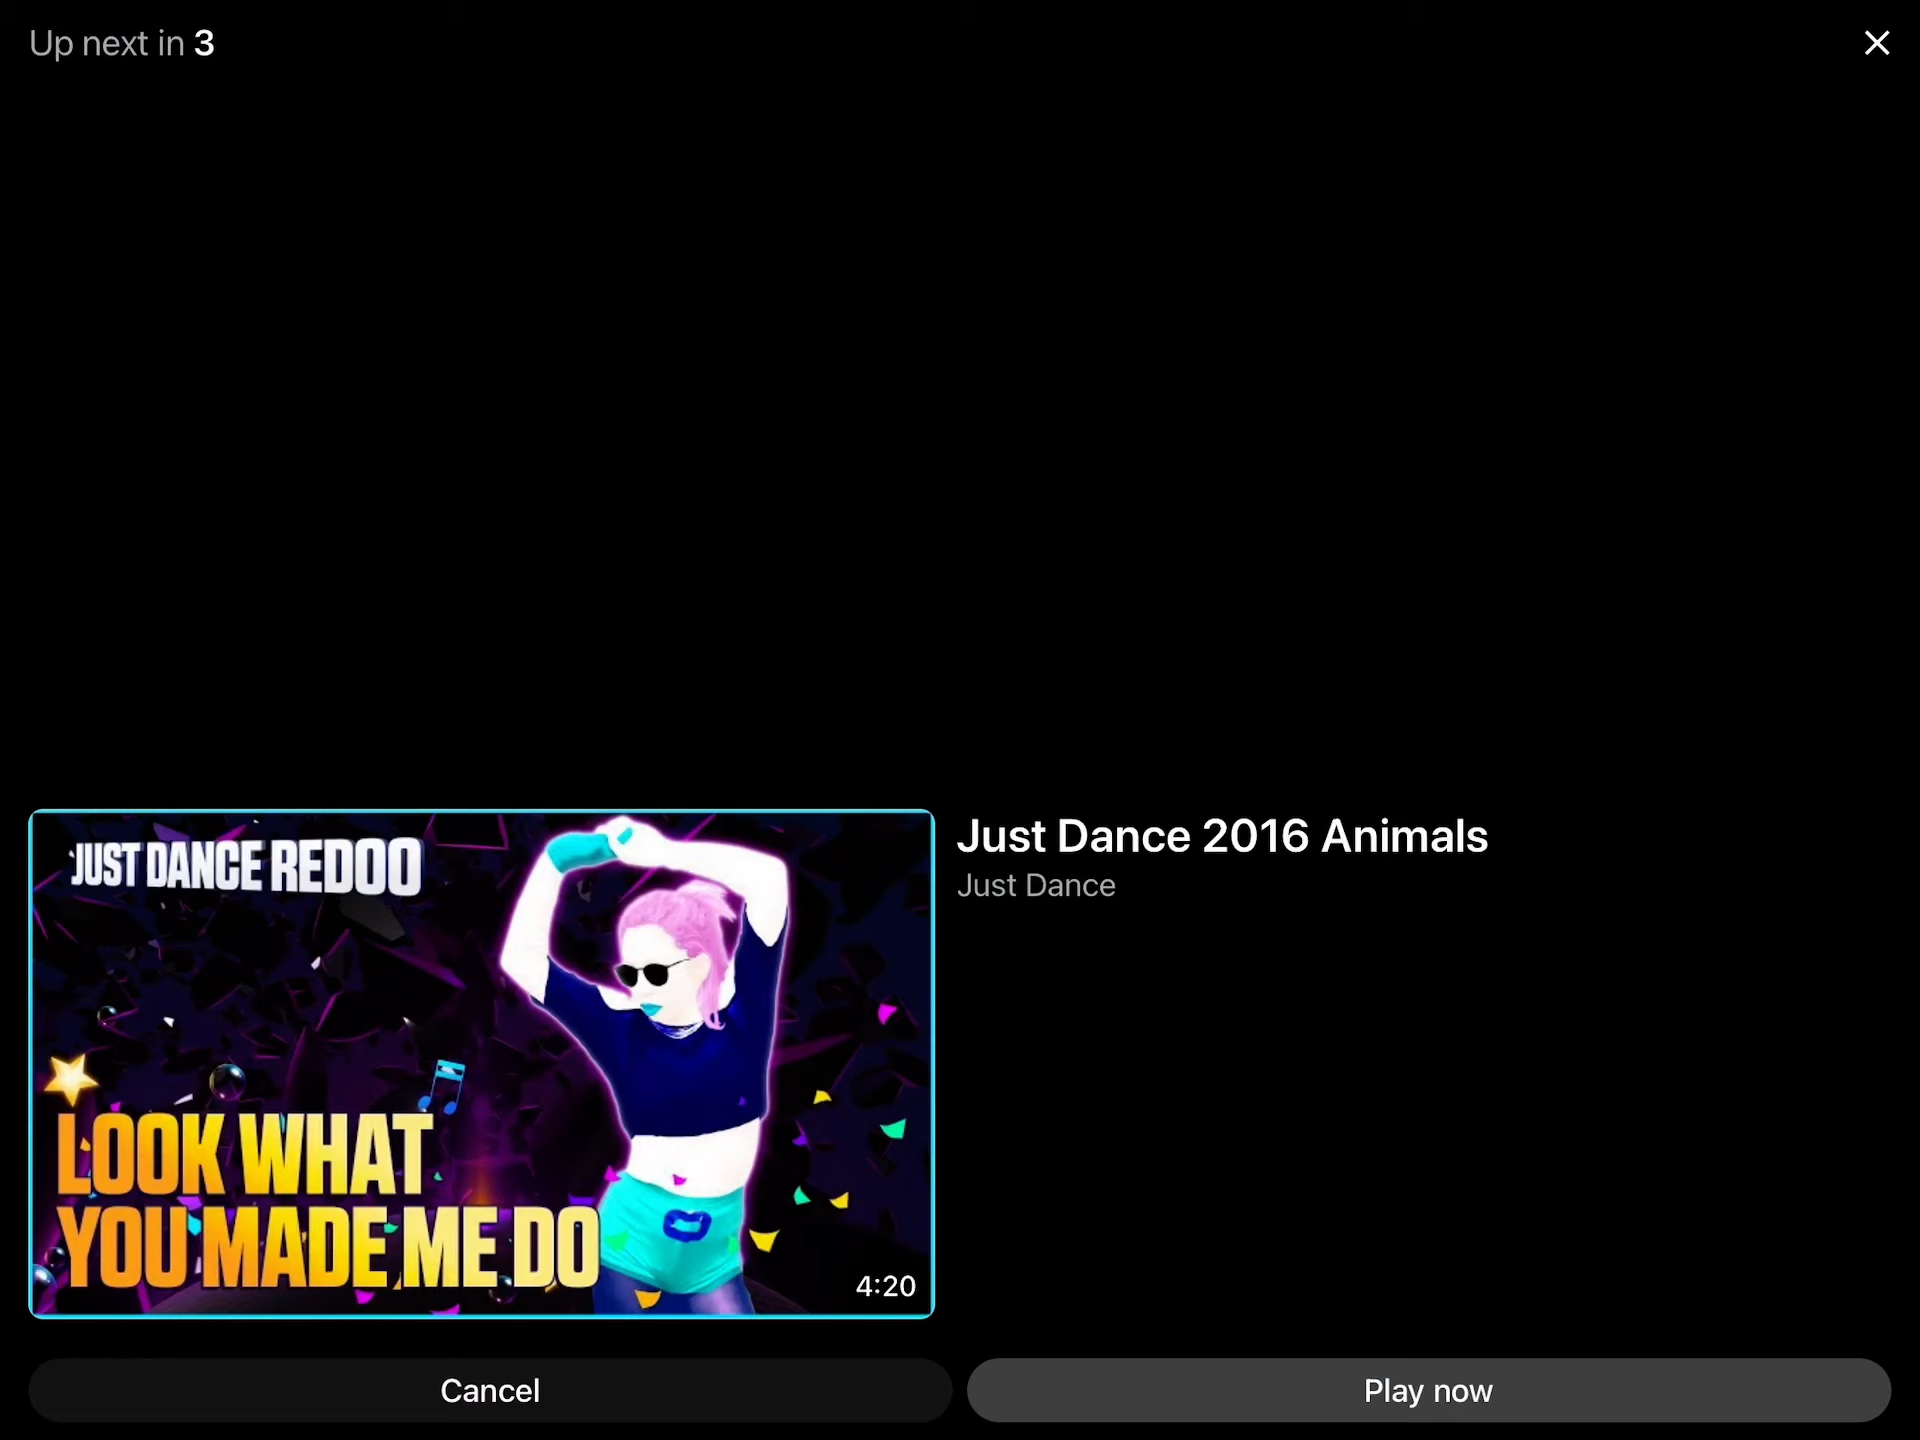 Up next in 3
JUST DANCE REDOO
LOOK WHAT
YOU MADE ME DO
4:20
Just Dance 2016 Animals
Just Dance
Cancel
Play now